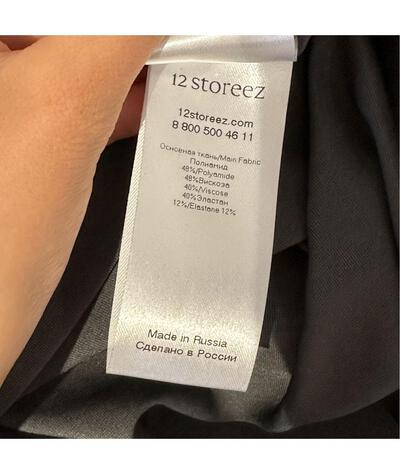 12 storeez
12storeez.com
8 800 500 46 11
Основная ткань/Main Fabric
Полиамид
48%/Polyamide
48%Вискоза
40%/Viscose
40%Эластан
12%/Elastane 12%
Made in Russia
Сделано в России